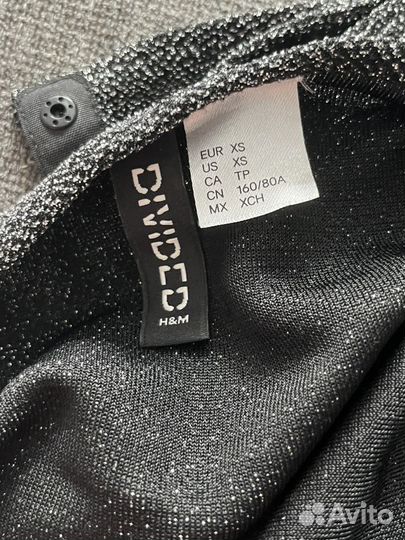 DIVIDED
H&M
EUR XS
US XS
CA TP
CN 160/80A
MX XCH
Avito